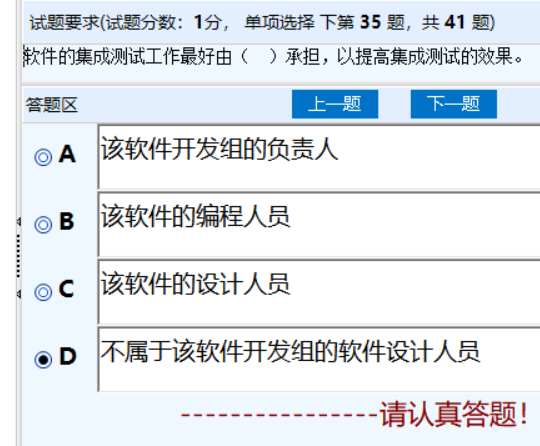 试题要求(试题分数：1分， 单项选择 下第 35 题，共 41 题)
软件的集成测试工作最好由（　）承担，以提高集成测试的效果。
答题区 上一题 下一题
A 该软件开发组的负责人
B 该软件的编程人员
C 该软件的设计人员
D 不属于该软件开发组的软件设计人员
----------------请认真答题！